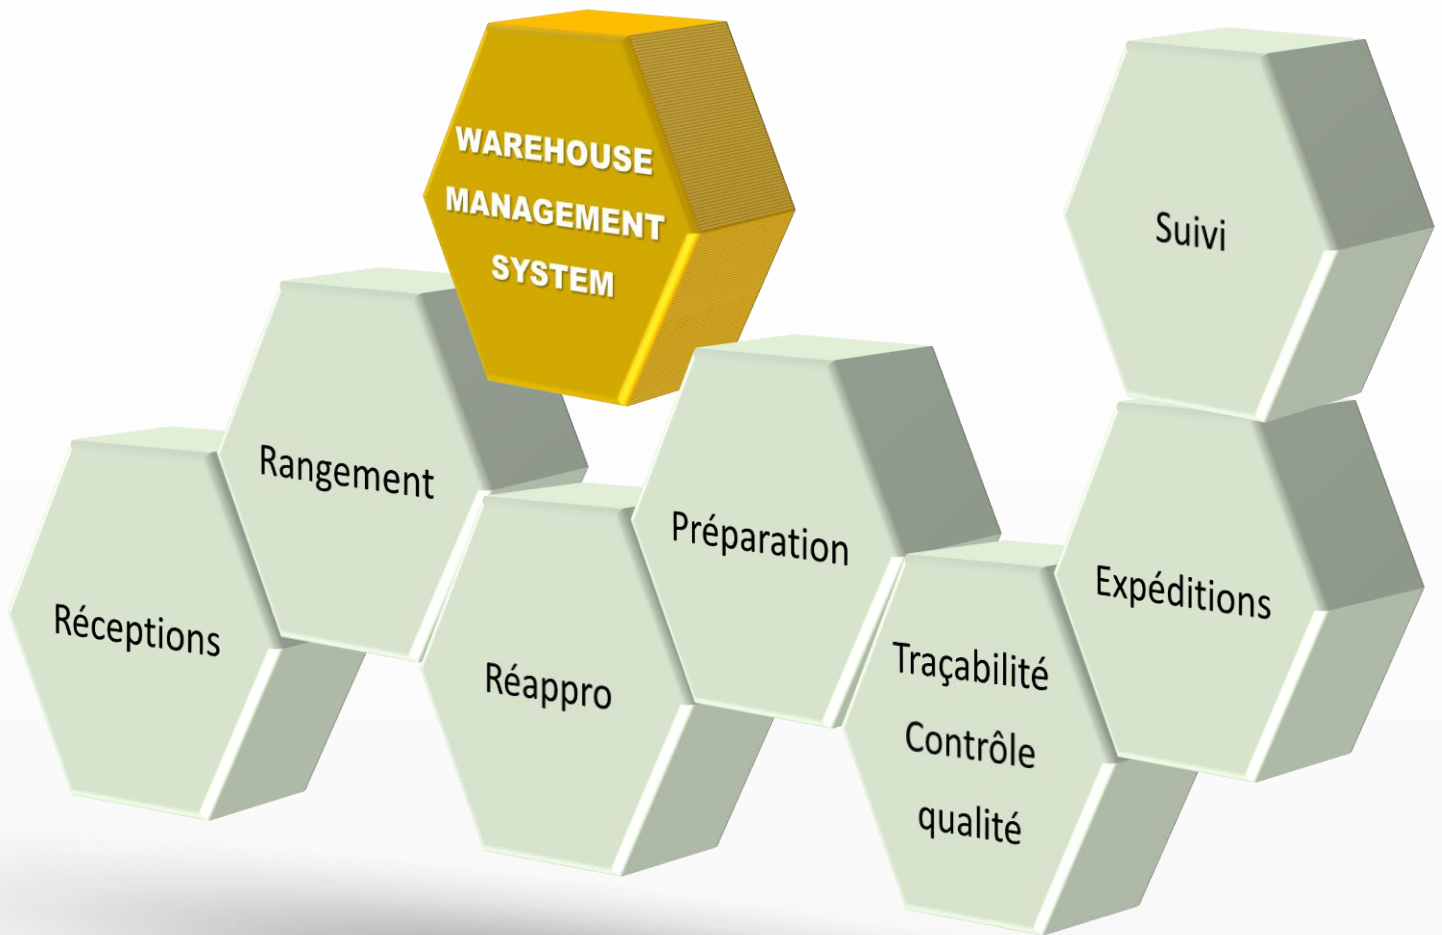 WAREHOUSE
MANAGEMENT
SYSTEM
Réceptions
Rangement
Réappro
Préparation
Traçabilité
Contrôle
qualité
Expéditions
Suivi